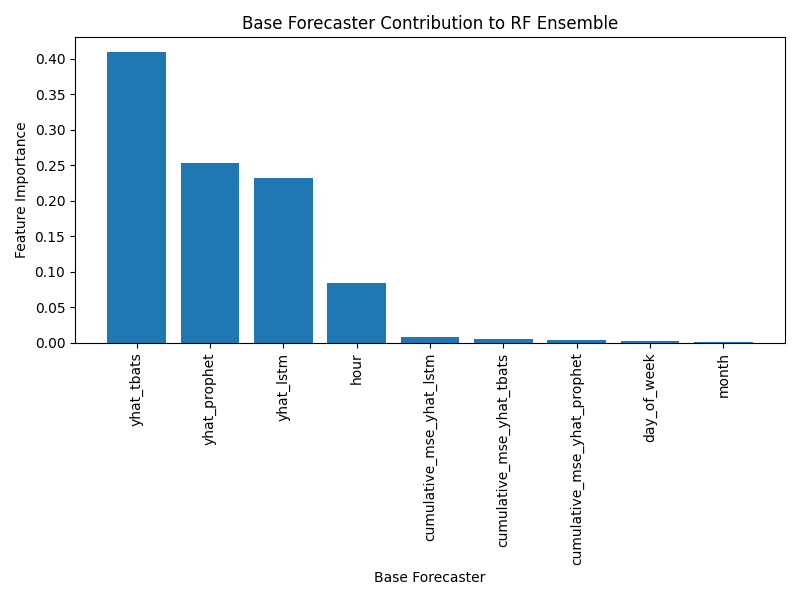 Base Forecaster Contribution to RF Ensemble
Feature Importance
0.40
0.35
0.30
0.25
0.20
0.15
0.10
0.05
0.00
yhat_tbats
yhat_prophet
yhat_lstm
hour
cumulative_mse_yhat_lstm
cumulative_mse_yhat_tbats
cumulative_mse_yhat_prophet
day_of_week
month
Base Forecaster